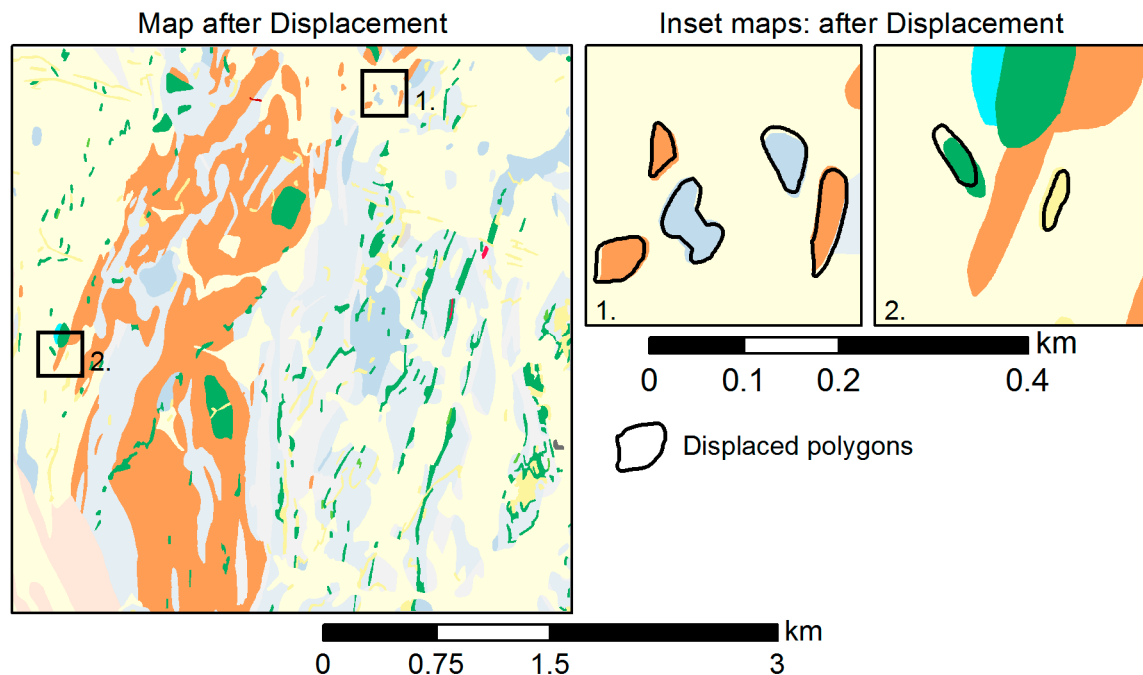 Map after Displacement
Inset maps: after Displacement
1.
2.
1.
2.
km
0 0.1 0.2 0.4
Displaced polygons
km
0 0.75 1.5 3